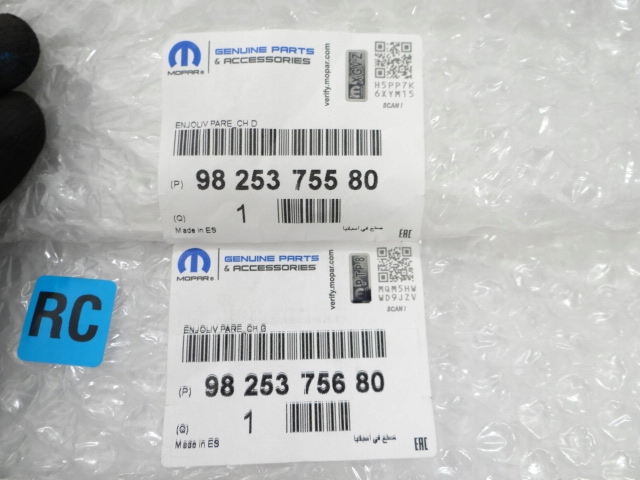 MOPAR®
GENUINE PARTS
& ACCESSORIES
verify.mopar.com
H5PP7K
6XYM15
SCAN !
ENJOLIV PARE_CH D
(P) 98 253 755 80
(Q) 1
Made in ES
صنع في أسبانيا
EAC
MOPAR®
GENUINE PARTS
& ACCESSORIES
verify.mopar.com
MQM5HW
WD9JZV
SCAN !
ENJOLIV PARE_CH G
(P) 98 253 756 80
(Q) 1
Made in ES
صنع في أسبانيا
EAC
RC